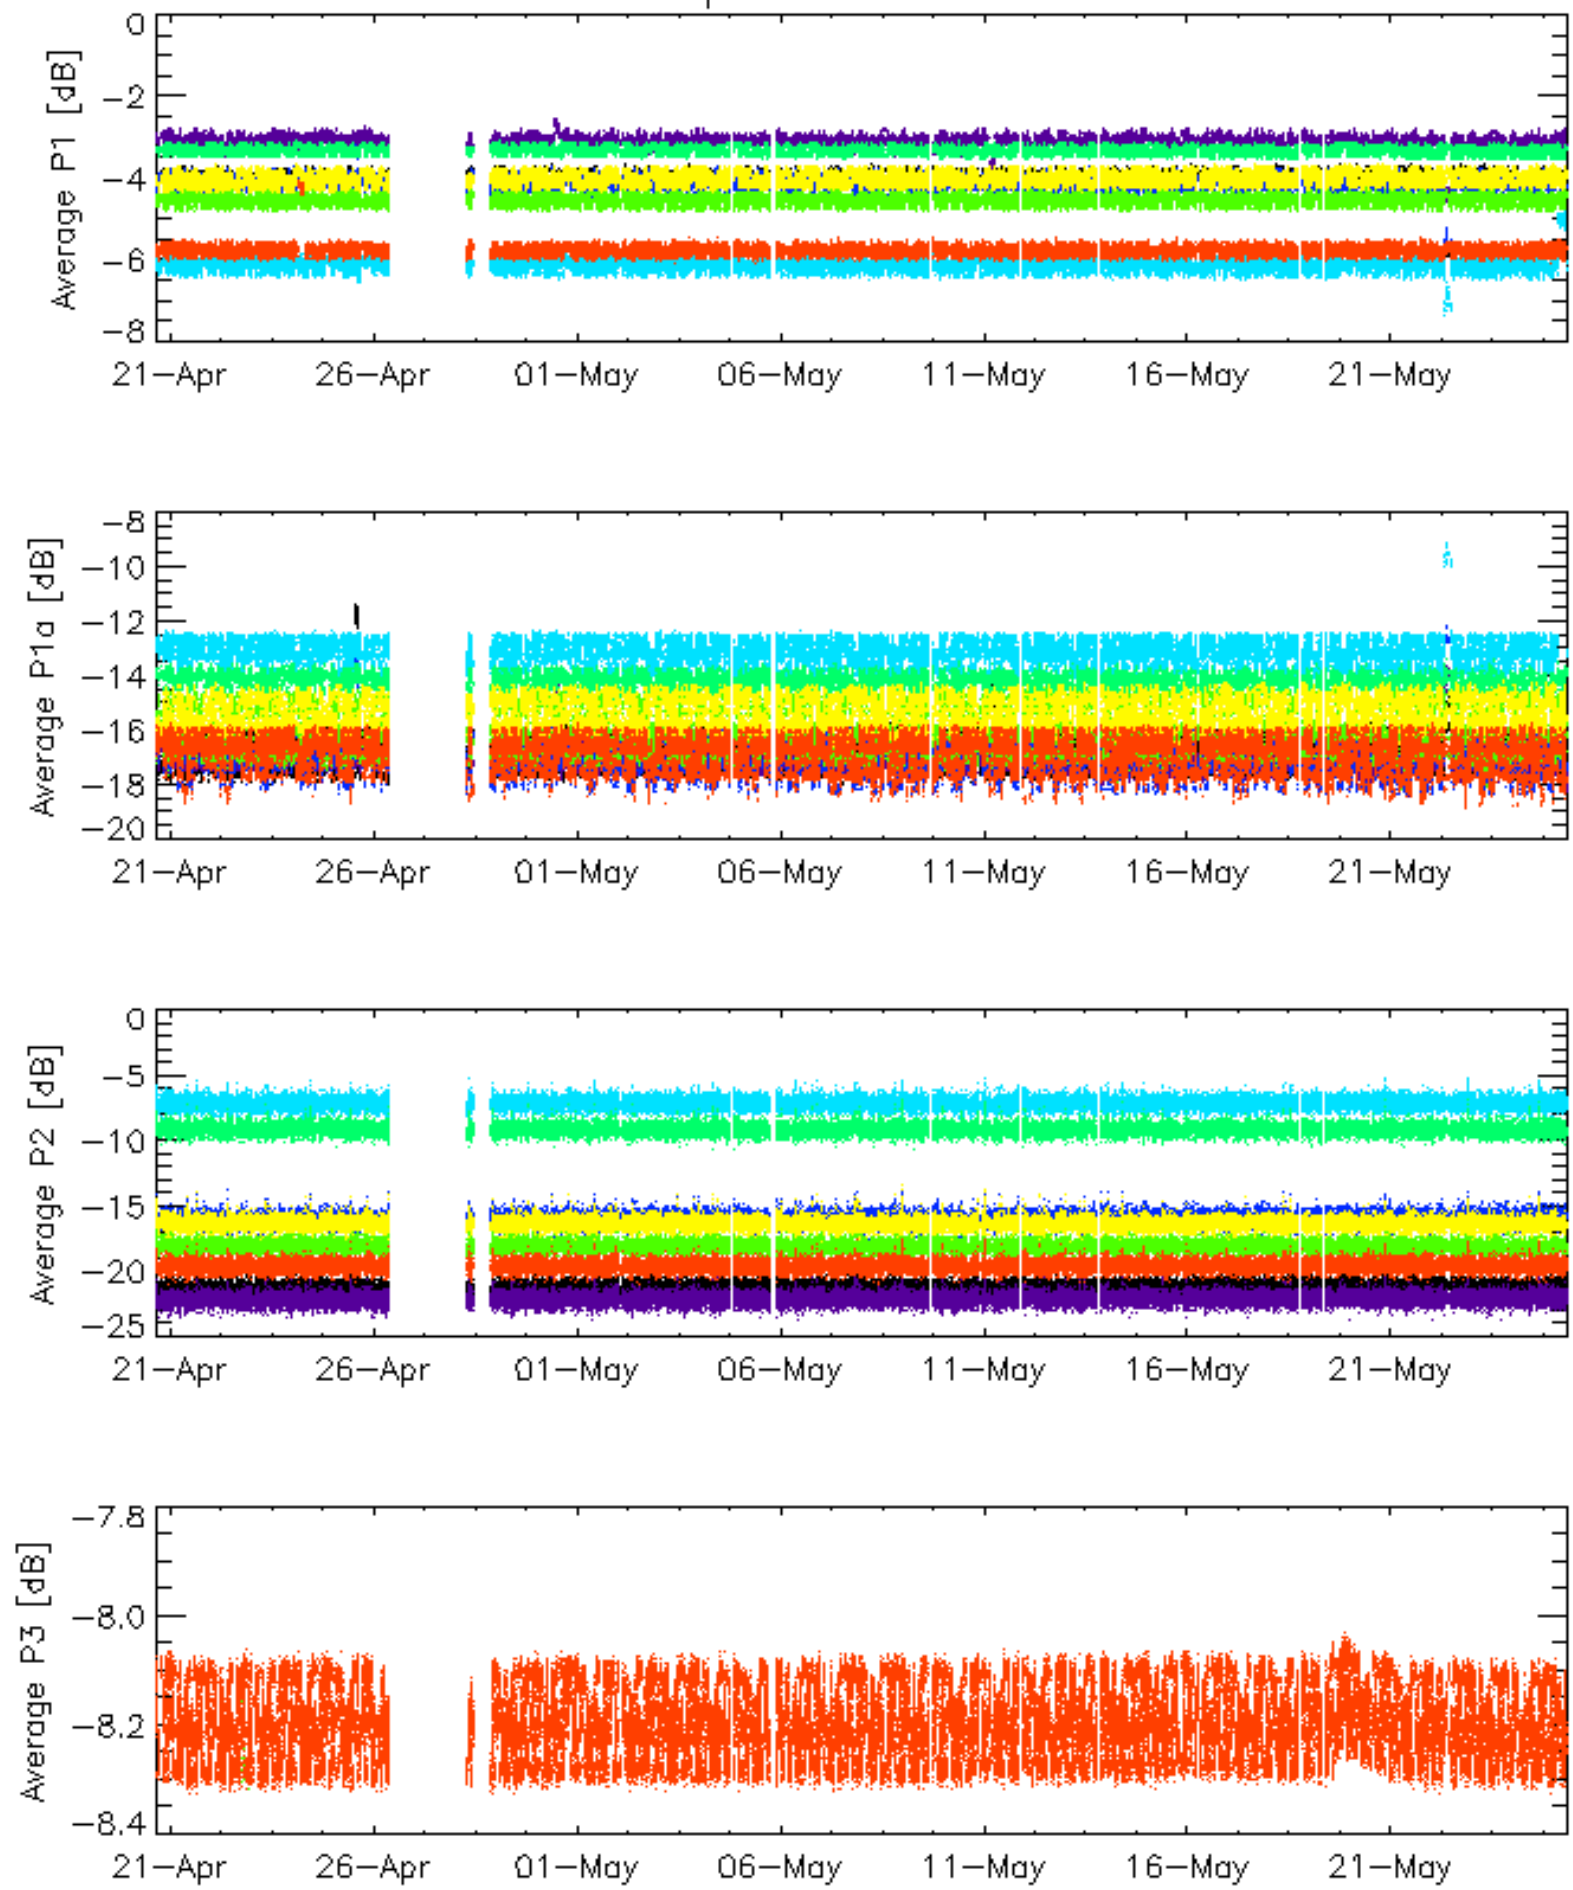 0
-2
-4
-6
-8
Average P1 [dB]
21-Apr 26-Apr 01-May 06-May 11-May 16-May 21-May
-8
-10
-12
-14
-16
-18
-20
Average P1a [dB]
21-Apr 26-Apr 01-May 06-May 11-May 16-May 21-May
0
-5
-10
-15
-20
-25
Average P2 [dB]
21-Apr 26-Apr 01-May 06-May 11-May 16-May 21-May
-7.8
-8.0
-8.2
-8.4
Average P3 [dB]
21-Apr 26-Apr 01-May 06-May 11-May 16-May 21-May